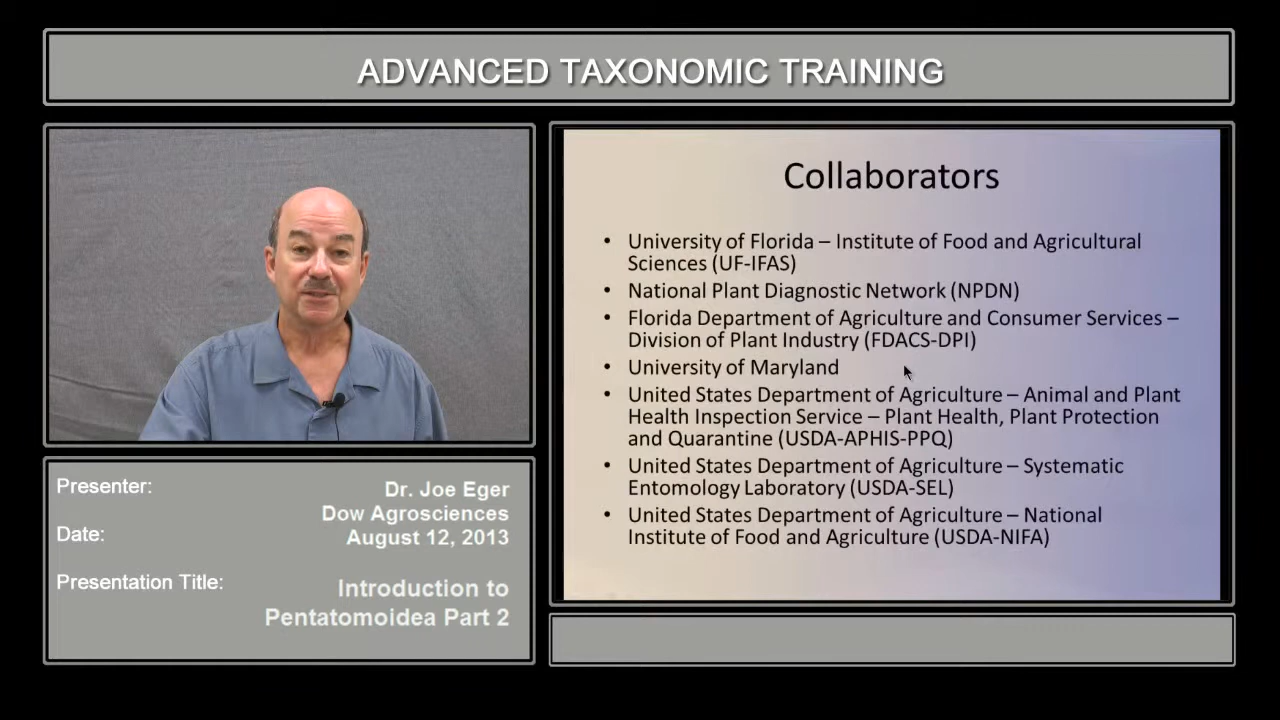 ADVANCED TAXONOMIC TRAINING
Collaborators
• University of Florida – Institute of Food and Agricultural
Sciences (UF-IFAS)
• National Plant Diagnostic Network (NPDN)
• Florida Department of Agriculture and Consumer Services –
Division of Plant Industry (FDACS-DPI)
• University of Maryland
• United States Department of Agriculture – Animal and Plant
Health Inspection Service – Plant Health, Plant Protection
and Quarantine (USDA-APHIS-PPQ)
• United States Department of Agriculture – Systematic
Entomology Laboratory (USDA-SEL)
• United States Department of Agriculture – National
Institute of Food and Agriculture (USDA-NIFA)
Presenter: Dr. Joe Eger
Dow Agrosciences
Date: August 12, 2013
Presentation Title: Introduction to
Pentatomoidea Part 2